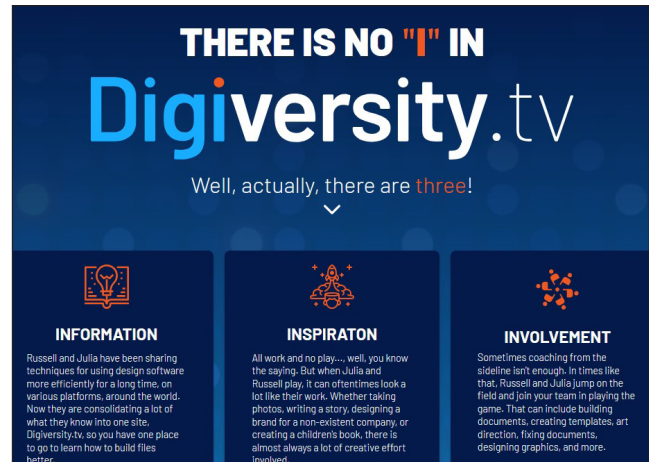 THERE IS NO "I" IN
Digiversity.tv
Well, actually, there are three!
INFORMATION
Russell and Julia have been sharing
techniques for using design software
more efficiently for a long time, on
various platforms, around the world.
Now they are consolidating a lot of
what they know into one site,
Digiversity.tv, so you have one place
to go to learn how to build files
better.
INSPIRATON
All work and no play..., well, you know
the saying. But when Julia and
Russell play, it can oftentimes look a
lot like their work. Whether taking
photos, writing a story, designing a
brand for a non-existent company, or
creating a children's book, there is
almost always a lot of creative effort
involved.
INVOLVEMENT
Sometimes coaching from the
sideline isn't enough. In times like
that, Russell and Julia jump on the
field and join your team in playing the
game. That can include building
documents, creating templates, art
direction, fixing documents,
designing graphics, and more.